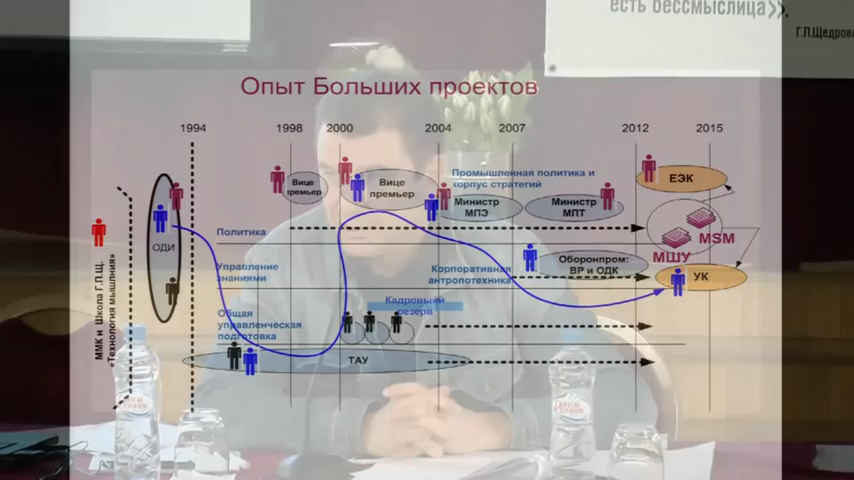 есть бессмыслица».
Г.П.Щедров
Опыт Больших проектов
1994
1998
2000
2004
2007
2012
2015
Вице
премьер
Вице
премьер
Промышленная политика и
корпус стратегий
ЕЭК
Министр
МПЭ
Министр
МПТ
ОДИ
Политика
MSM
МШУ
Управление
знаниями
Корпоративная
антропотехника
Оборонпром:
ВР и ОДК
УК
ММК и Школа Г.П.Щ.
«Технология мышления»
Кадровый
резерв
Общая
управленческая
подготовка
ТАУ